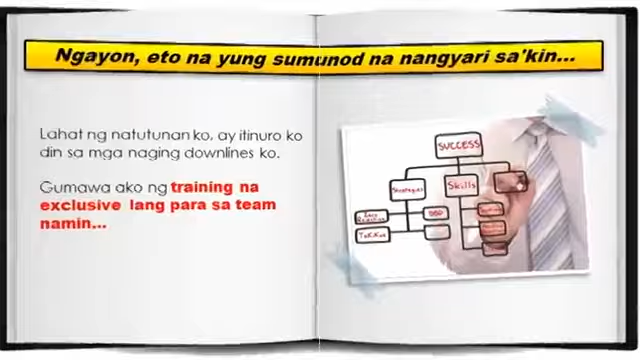 Ngayon, eto na yung sumunod na nangyari sa'kin...
Lahat ng natutunan ko, ay itinuro ko
din sa mga naging downlines ko.
Gumawa ako ng training na
exclusive lang para sa team
namin...
SUCCESS
Strategies
Skills